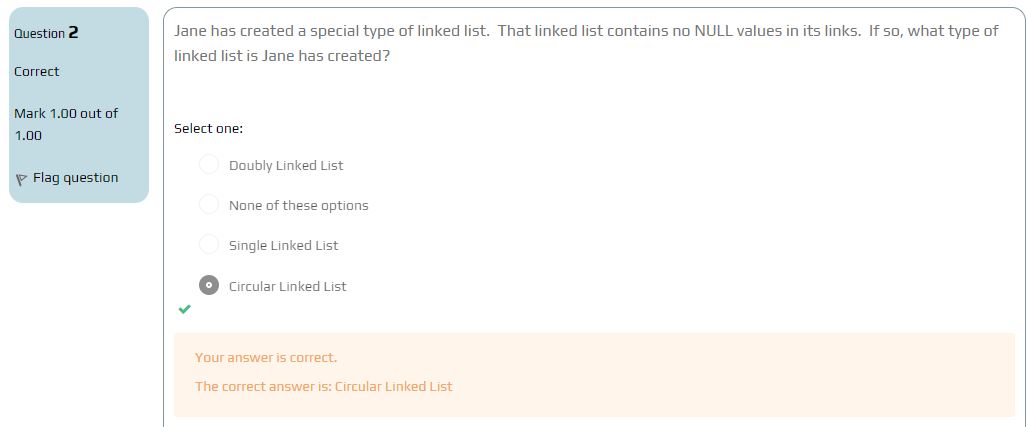 Question 2
Correct
Mark 1.00 out of
1.00
Flag question
Jane has created a special type of linked list.  That linked list contains no NULL values in its links.  If so, what type of
linked list is Jane has created?
Select one:
Doubly Linked List
None of these options
Single Linked List
Circular Linked List
Your answer is correct.
The correct answer is: Circular Linked List